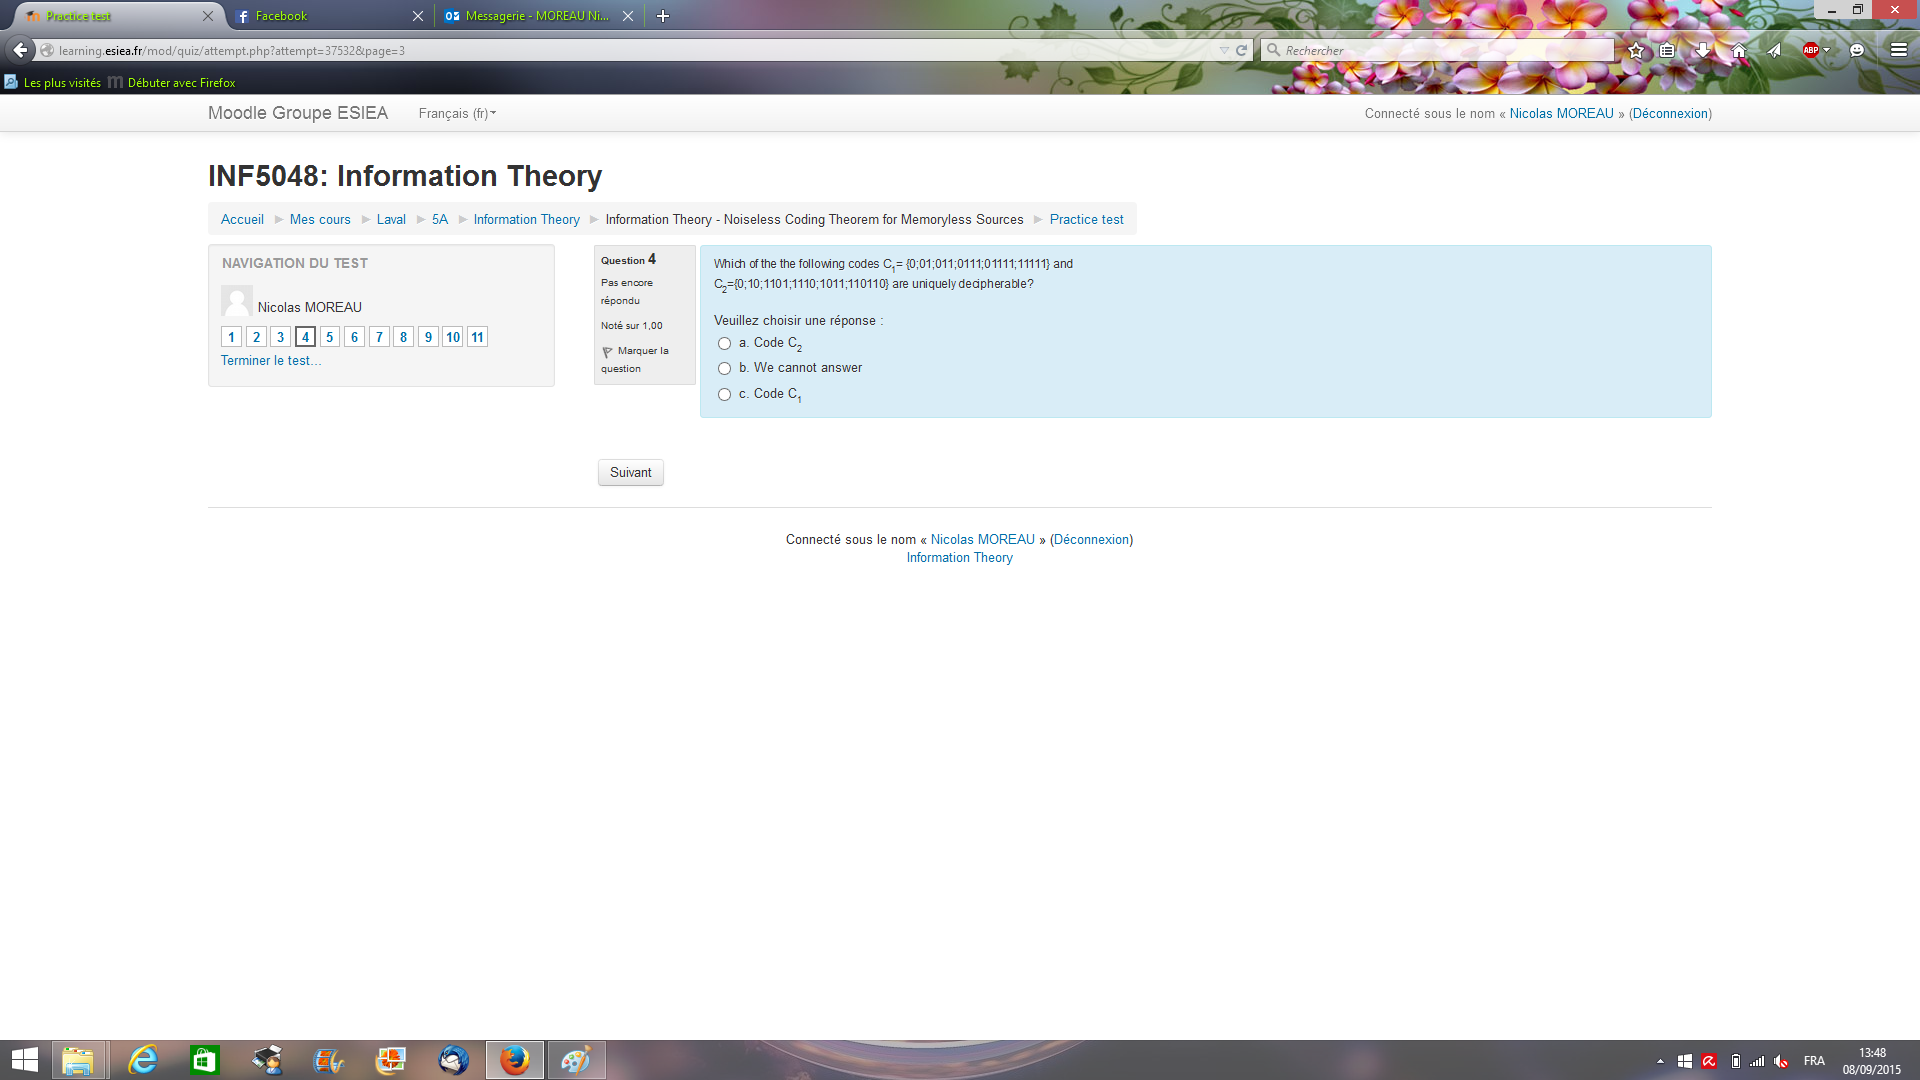 Practice test
Facebook
Messagerie - MOREAU Ni...
learning.esiea.fr/mod/quiz/attempt.php?attempt=37532&page=3
Rechercher
ABP
Les plus visités
Débuter avec Firefox
Moodle Groupe ESIEA
Français (fr)
Connecté sous le nom « Nicolas MOREAU » (Déconnexion)
INF5048: Information Theory
Accueil ► Mes cours ► Laval ► 5A ► Information Theory ► Information Theory - Noiseless Coding Theorem for Memoryless Sources ► Practice test
NAVIGATION DU TEST
Nicolas MOREAU
1 2 3 4 5 6 7 8 9 10 11
Terminer le test...
Question 4
Pas encore
répondu
Noté sur 1,00
Marquer la
question
Which of the the following codes C1= {0;01;011;0111;01111;11111} and
C2={0;10;1101;1110;1011;110110} are uniquely decipherable?
Veuillez choisir une réponse :
a. Code C2
b. We cannot answer
c. Code C1
Suivant
Connecté sous le nom « Nicolas MOREAU » (Déconnexion)
Information Theory
FRA
13:48
08/09/2015